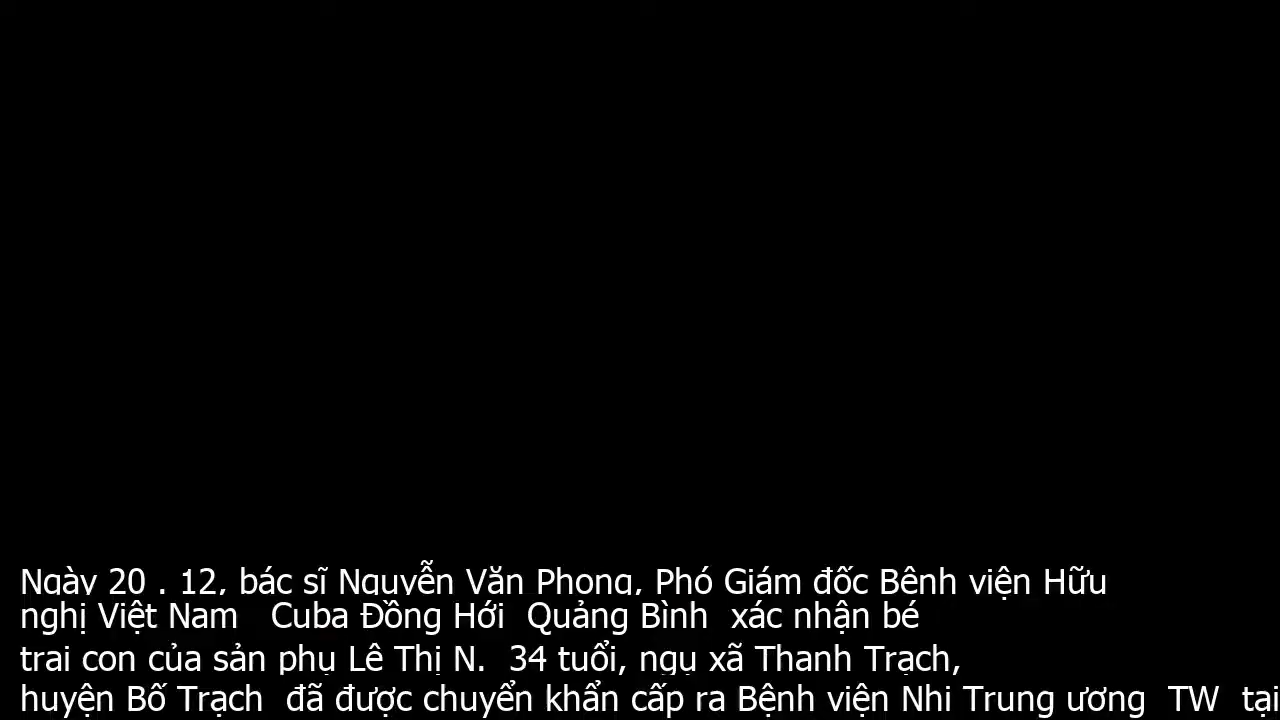 Ngày 20 . 12, bác sĩ Nguyễn Văn Phong, Phó Giám đốc Bệnh viện Hữu
nghị Việt Nam Cuba Đồng Hới Quảng Bình xác nhận bé
trai con của sản phụ Lê Thị N. 34 tuổi, ngụ xã Thanh Trạch,
huyện Bố Trạch đã được chuyển khẩn cấp ra Bệnh viện Nhi Trung ương TW tại